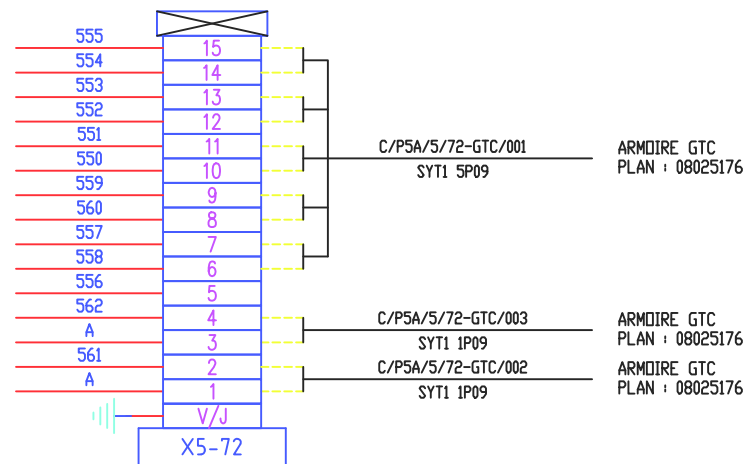 555
15
554
14
553
13
552
12
551
11
C/P5A/5/72-GTC/001
ARMOIRE GTC
550
10
SYT1 5P09
PLAN : 08025176
559
9
560
8
557
7
558
6
556
5
562
4
C/P5A/5/72-GTC/003
ARMOIRE GTC
A
3
SYT1 1P09
PLAN : 08025176
561
2
C/P5A/5/72-GTC/002
ARMOIRE GTC
A
1
SYT1 1P09
PLAN : 08025176
V/J
X5-72